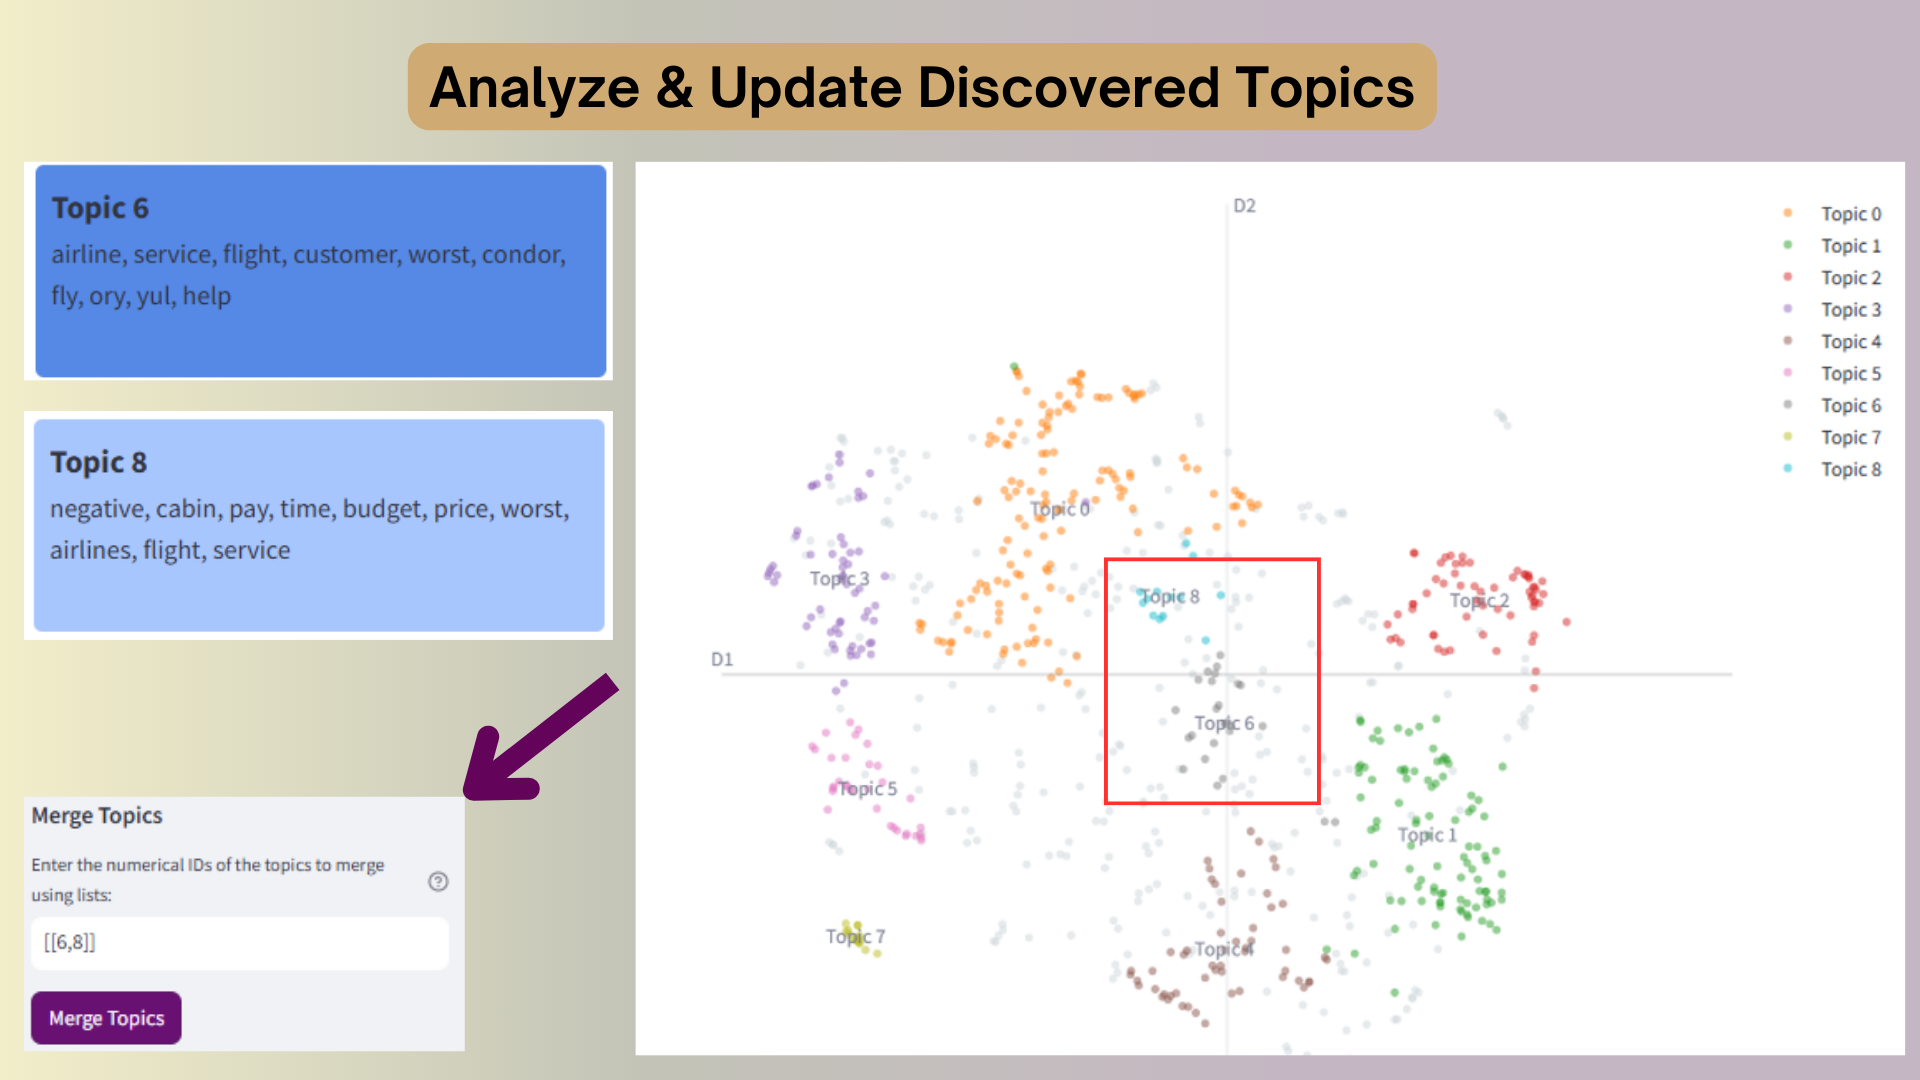 Analyze & Update Discovered Topics
Topic 6
airline, service, flight, customer, worst, condor,
fly, ory, yul, help
Topic 8
negative, cabin, pay, time, budget, price, worst,
airlines, flight, service
Merge Topics
Enter the numerical IDs of the topics to merge
using lists:
?
[[6,8]]
Merge Topics
D2
D1
Topic 0
Topic 3
Topic 8
Topic 2
Topic 6
Topic 5
Topic 1
Topic 7
Topic 4
Topic 0
Topic 1
Topic 2
Topic 3
Topic 4
Topic 5
Topic 6
Topic 7
Topic 8